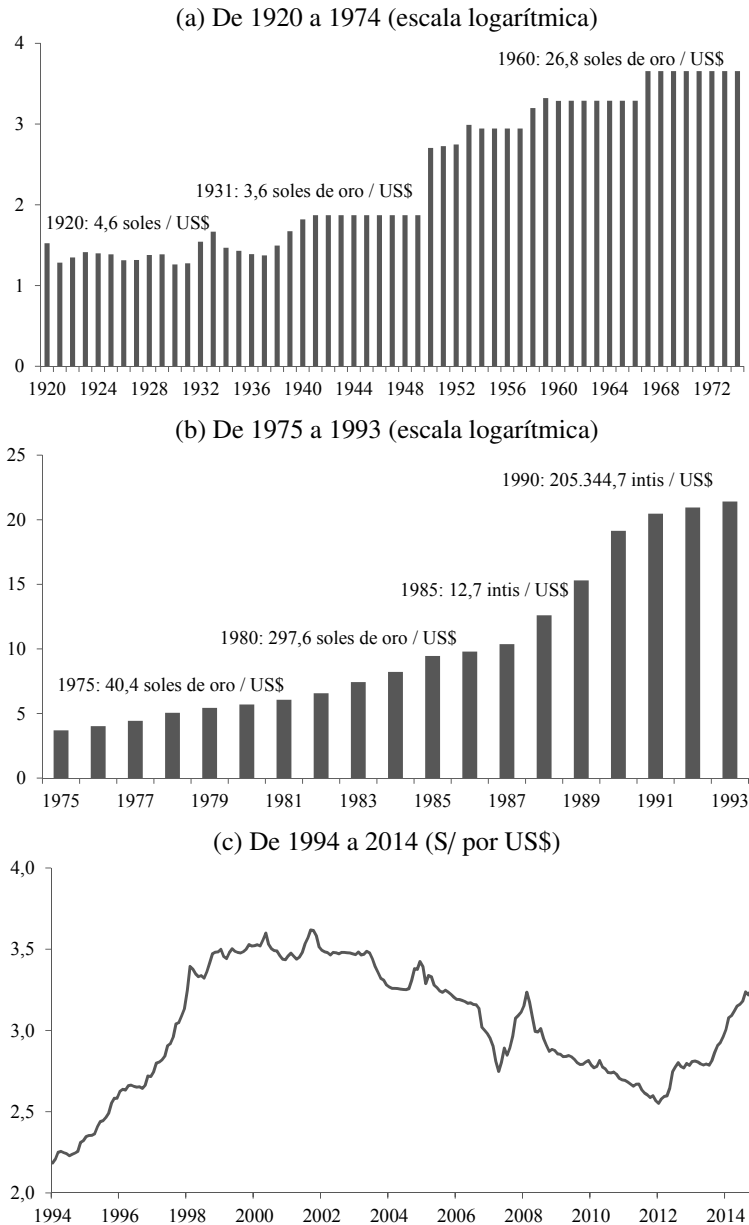 (a) De 1920 a 1974 (escala logarítmica)
4
1960: 26,8 soles de oro / US$
3
1931: 3,6 soles de oro / US$
2
1920: 4,6 soles / US$
1
0
1920 1924 1928 1932 1936 1940 1944 1948 1952 1956 1960 1964 1968 1972
(b) De 1975 a 1993 (escala logarítmica)
25
1990: 205.344,7 intis / US$
20
15
1985: 12,7 intis / US$
1980: 297,6 soles de oro / US$
10
1975: 40,4 soles de oro / US$
5
0
1975 1977 1979 1981 1983 1985 1987 1989 1991 1993
(c) De 1994 a 2014 (S/ por US$)
4,0
3,5
3,0
2,5
2,0
1994 1996 1998 2000 2002 2004 2006 2008 2010 2012 2014